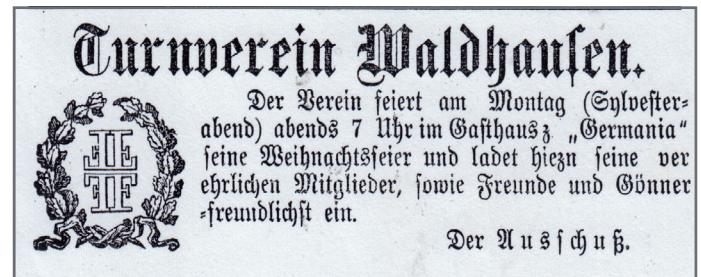 Turnverein Waldhausen.
Der Verein feiert am Montag (Sylvester-
abend) abends 7 Uhr im Gasthaus z „Germania“
seine Weihnachtsfeier und ladet hiezn seine ver
ehrlichen Mitglieder, sowie Freunde und Gönner
-freundlichst ein.
Der Ausschuß.